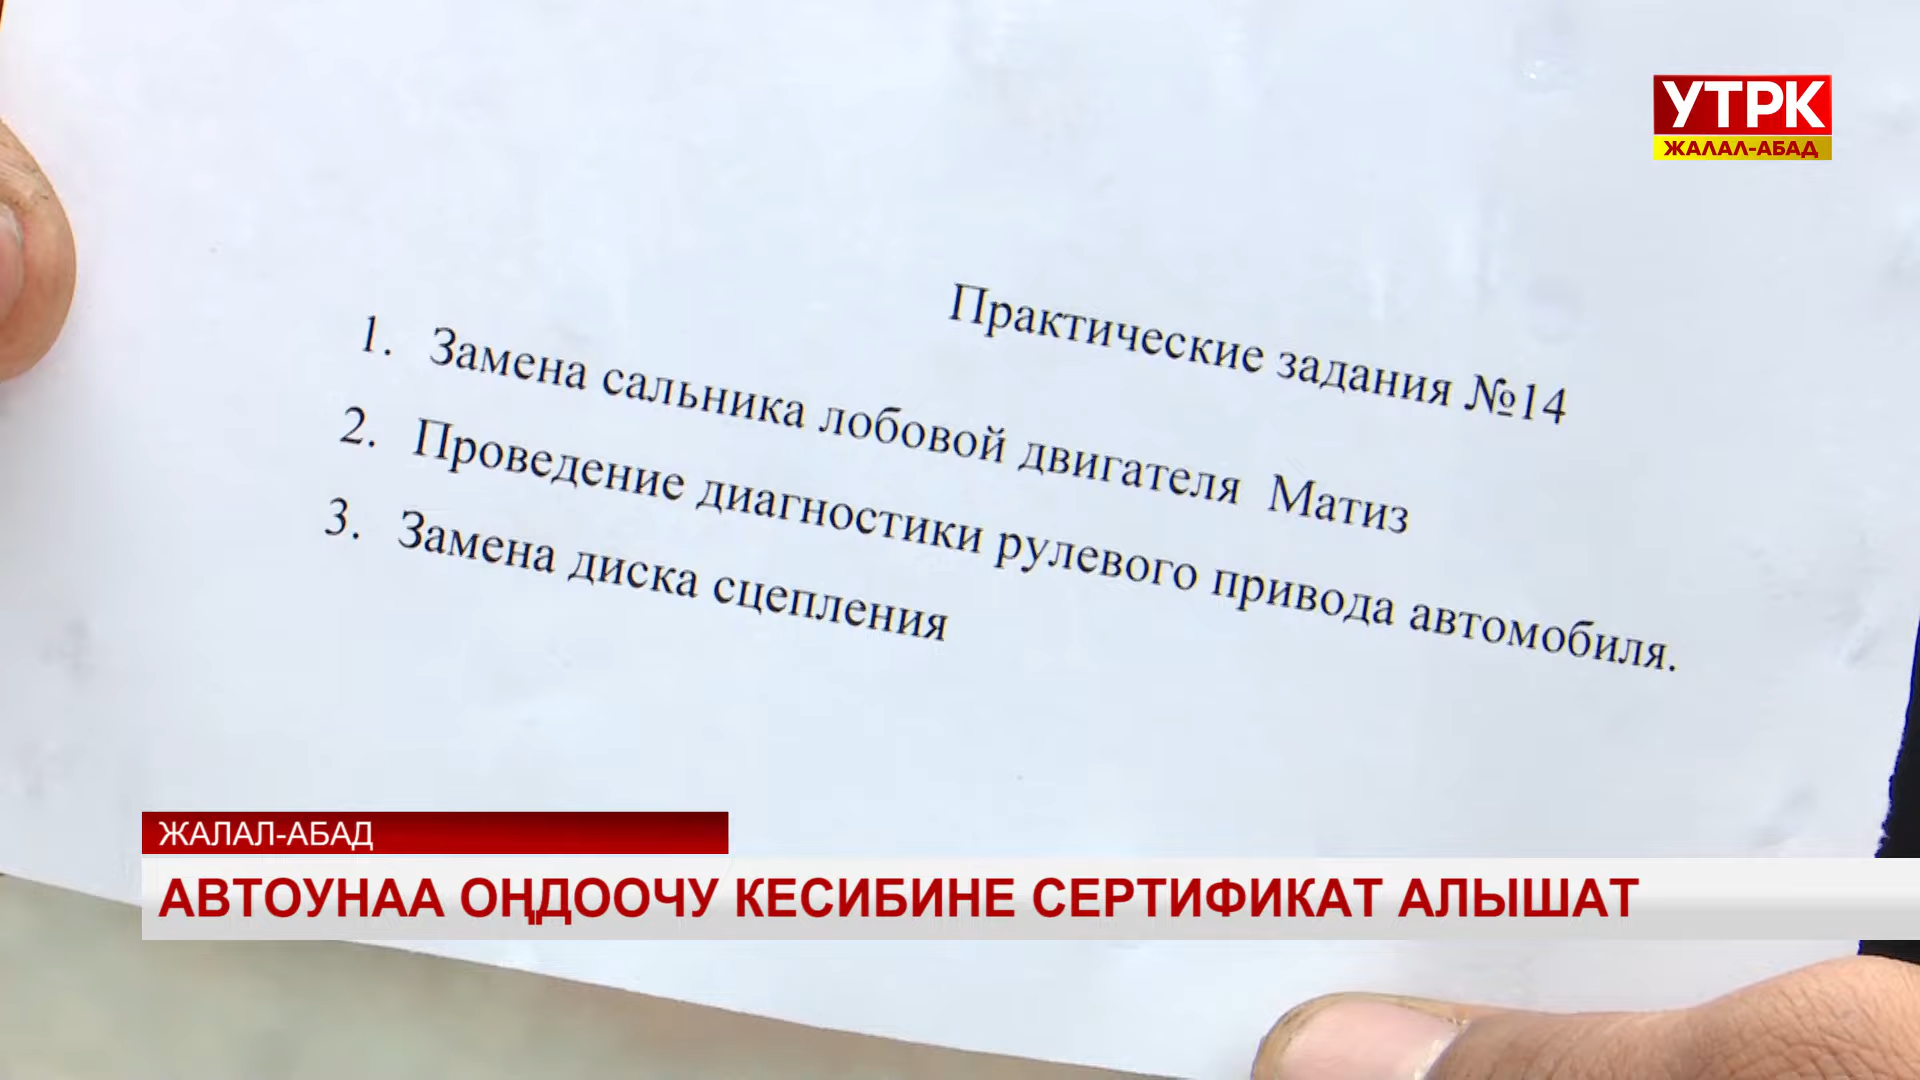 УТРК
ЖАЛАЛ-АБАД
Практические задания №14
1. Замена сальника лобовой двигателя Матиз
2. Проведение диагностики рулевого привода автомобиля.
3. Замена диска сцепления
ЖАЛАЛ-АБАД
АВТОУНАА ОҢДООЧУ КЕСИБИНЕ СЕРТИФИКАТ АЛЫШАТ